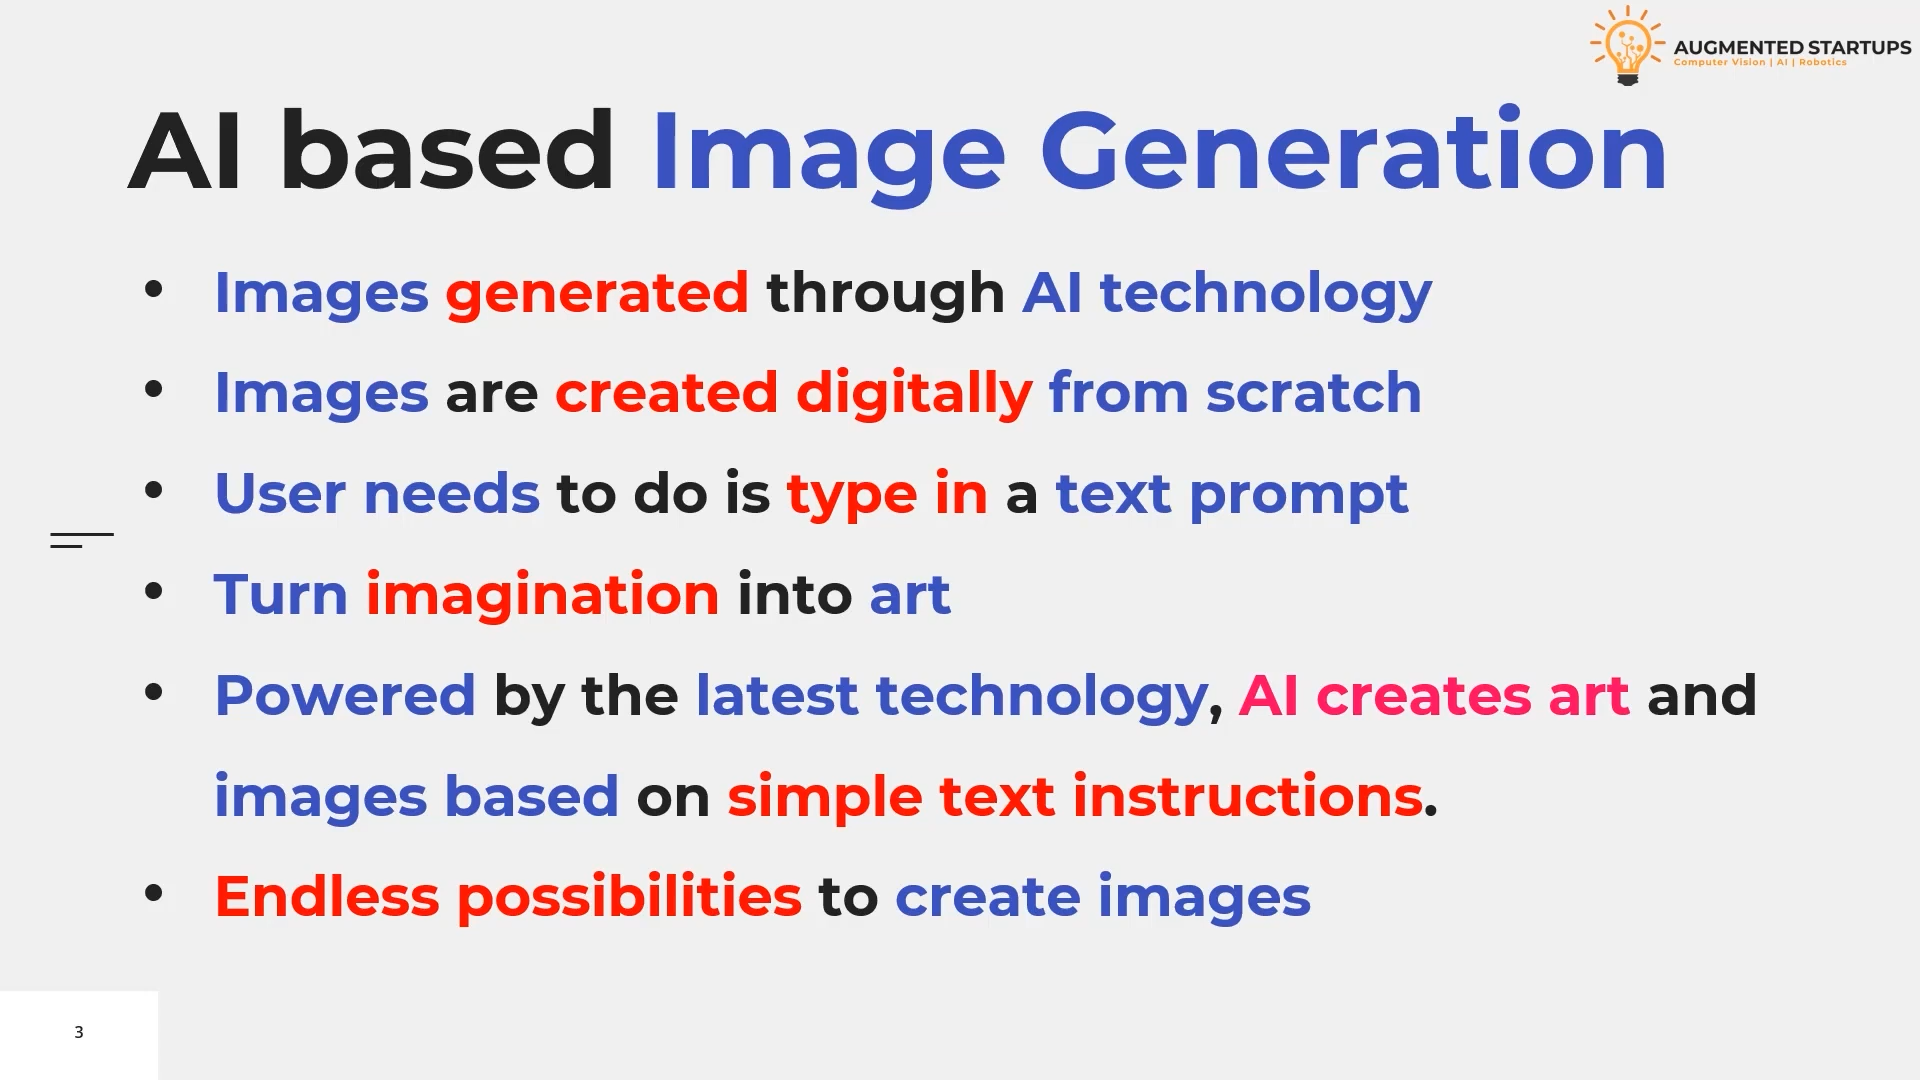 AUGMENTED STARTUPS
Computer Vision | AI | Robotics
AI based Image Generation
• Images generated through AI technology
• Images are created digitally from scratch
• User needs to do is type in a text prompt
• Turn imagination into art
• Powered by the latest technology, AI creates art and
images based on simple text instructions.
• Endless possibilities to create images
3